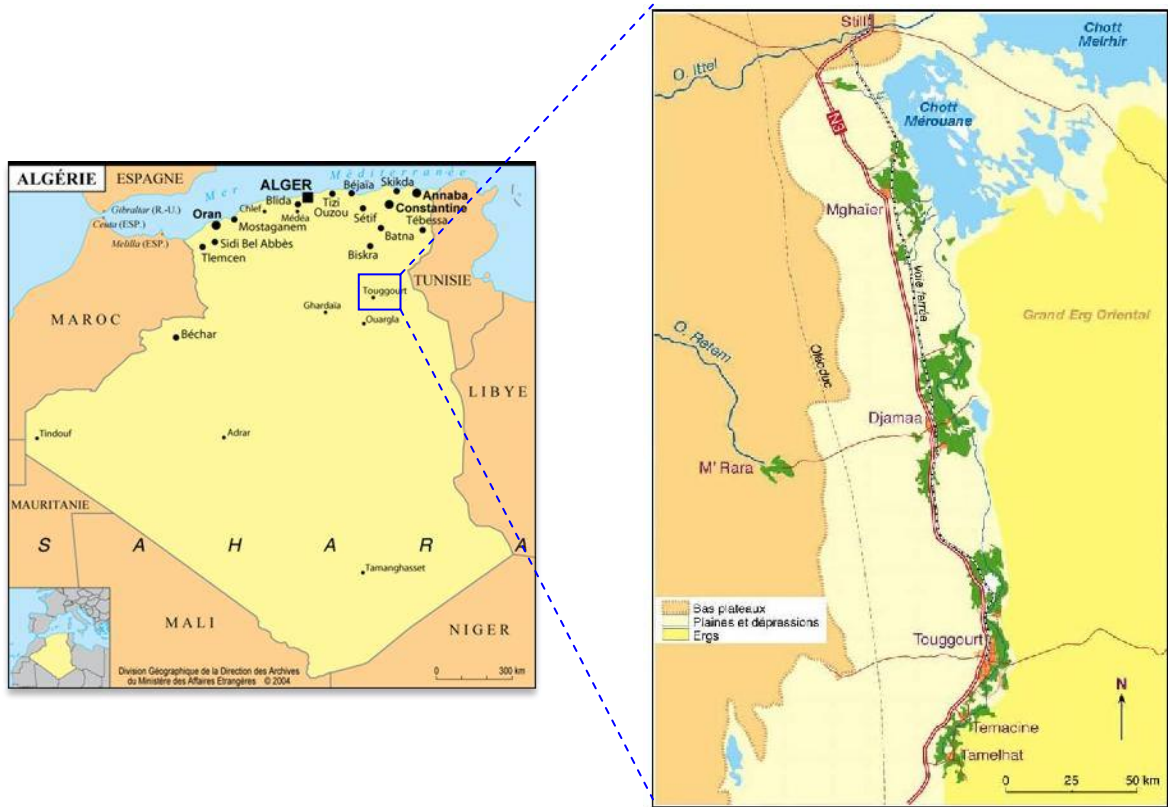 ALGÉRIE
ESPAGNE
Mer Méditerranée
Gibraltar (R.-U.)
Ceuta (ESP.)
Melilla (ESP.)
ALGER
Blida
Médéa
Chlef
Oran
Mostaganem
Sidi Bel Abbès
Tlemcen
Tizi
Ouzou
Béjaïa
Sétif
Skikda
Annaba
Constantine
Tébessa
Batna
Biskra
TUNISIE
Touggourt
Ghardaïa
Ouargla
MAROC
Béchar
LIBYE
Tindouf
Adrar
MAURITANIE
S A H A R A
Tamanghasset
MALI
NIGER
Division Géographique de la Direction des Archives
du Ministère des Affaires Etrangères © 2004
0 300 km
Still
Chott
Melrhir
O. Ittel
Chott
Mérouane
N3
Mghaïer
Voie ferrée
Grand Erg Oriental
O. Retem
Oléoduc
Djamaa
M' Rara
Bas plateaux
Plaines et dépressions
Ergs
Touggourt
N
Temacine
Tamelhat
0 25 50 km